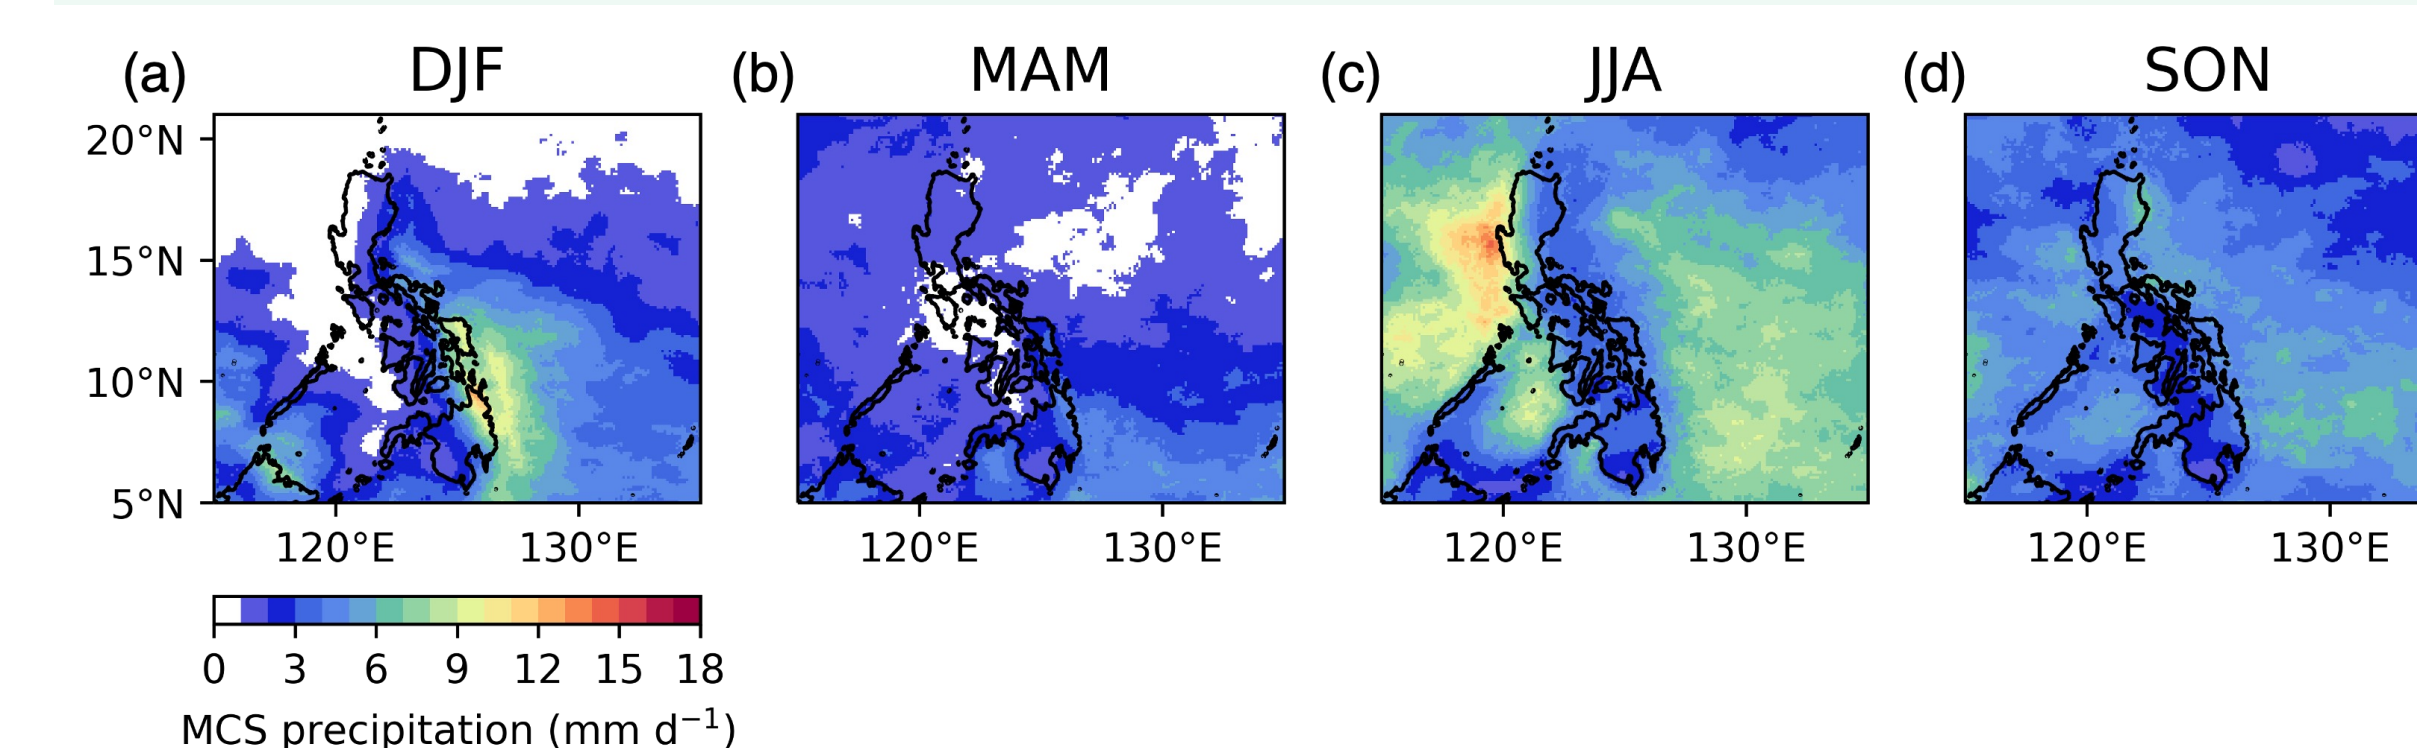 (a) DJF (b) MAM (c) JJA (d) SON
20°N
15°N
10°N
5°N
120°E 130°E 120°E 130°E 120°E 130°E 120°E 130°E
0 3 6 9 12 15 18
MCS precipitation (mm d⁻¹)